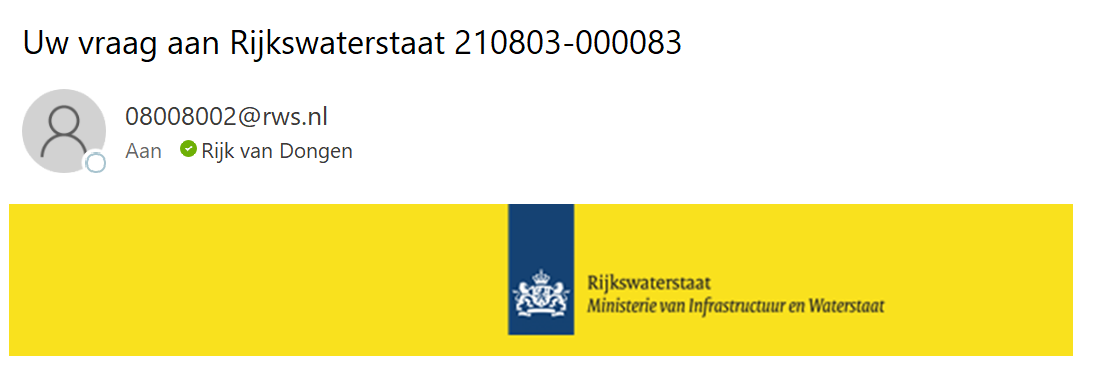 Uw vraag aan Rijkswaterstaat 210803-000083
08008002@rws.nl
Aan Rijk van Dongen
Rijkswaterstaat
Ministerie van Infrastructuur en Waterstaat